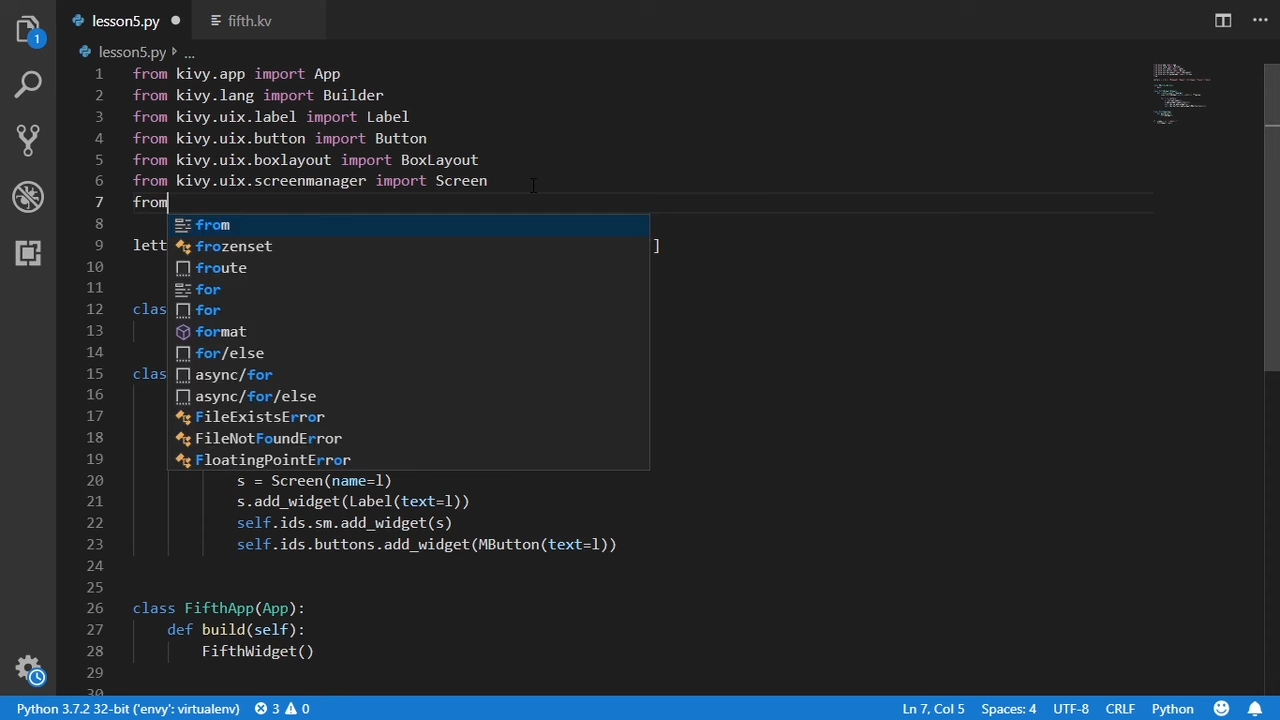 lesson5.py
fifth.kv
1
lesson5.py ...
1 from kivy.app import App
2 from kivy.lang import Builder
3 from kivy.uix.label import Label
4 from kivy.uix.button import Button
5 from kivy.uix.boxlayout import BoxLayout
6 from kivy.uix.screenmanager import Screen
7 from
8
from
9 lett ]
frozenset
10
froute
11
for
12 clas
for
13
format
14
for/else
15 clas
async/for
16
async/for/else
17
FileExistsError
18
FileNotFoundError
19
FloatingPointError
20 s = Screen(name=l)
21 s.add_widget(Label(text=l))
22 self.ids.sm.add_widget(s)
23 self.ids.buttons.add_widget(MButton(text=l))
24
25
26 class FifthApp(App):
27 def build(self):
28 FifthWidget()
29
30
Python 3.7.2 32-bit ('envy': virtualenv) 3 0 Ln 7, Col 5 Spaces: 4 UTF-8 CRLF Python